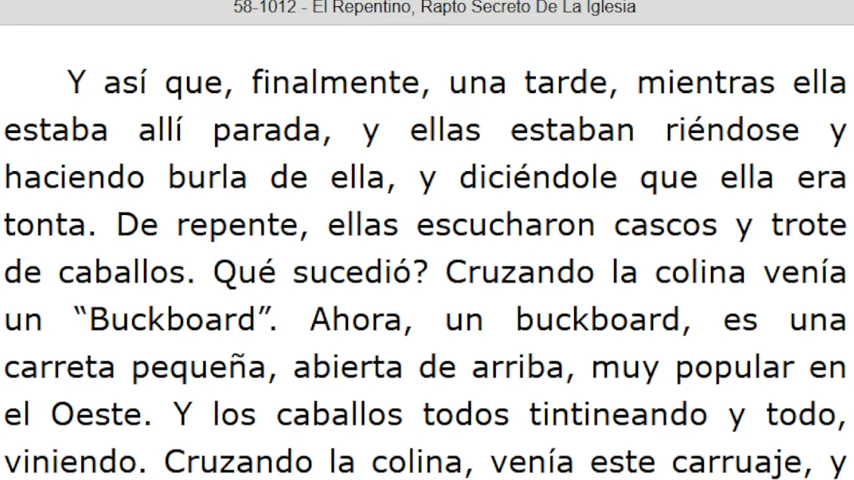 58-1012 - El Repentino, Rapto Secreto De La Iglesia
Y así que, finalmente, una tarde, mientras ella
estaba allí parada, y ellas estaban riéndose y
haciendo burla de ella, y diciéndole que ella era
tonta. De repente, ellas escucharon cascos y trote
de caballos. Qué sucedió? Cruzando la colina venía
un “Buckboard”. Ahora, un buckboard, es una
carreta pequeña, abierta de arriba, muy popular en
el Oeste. Y los caballos todos tintineando y todo,
viniendo. Cruzando la colina, venía este carruaje, y